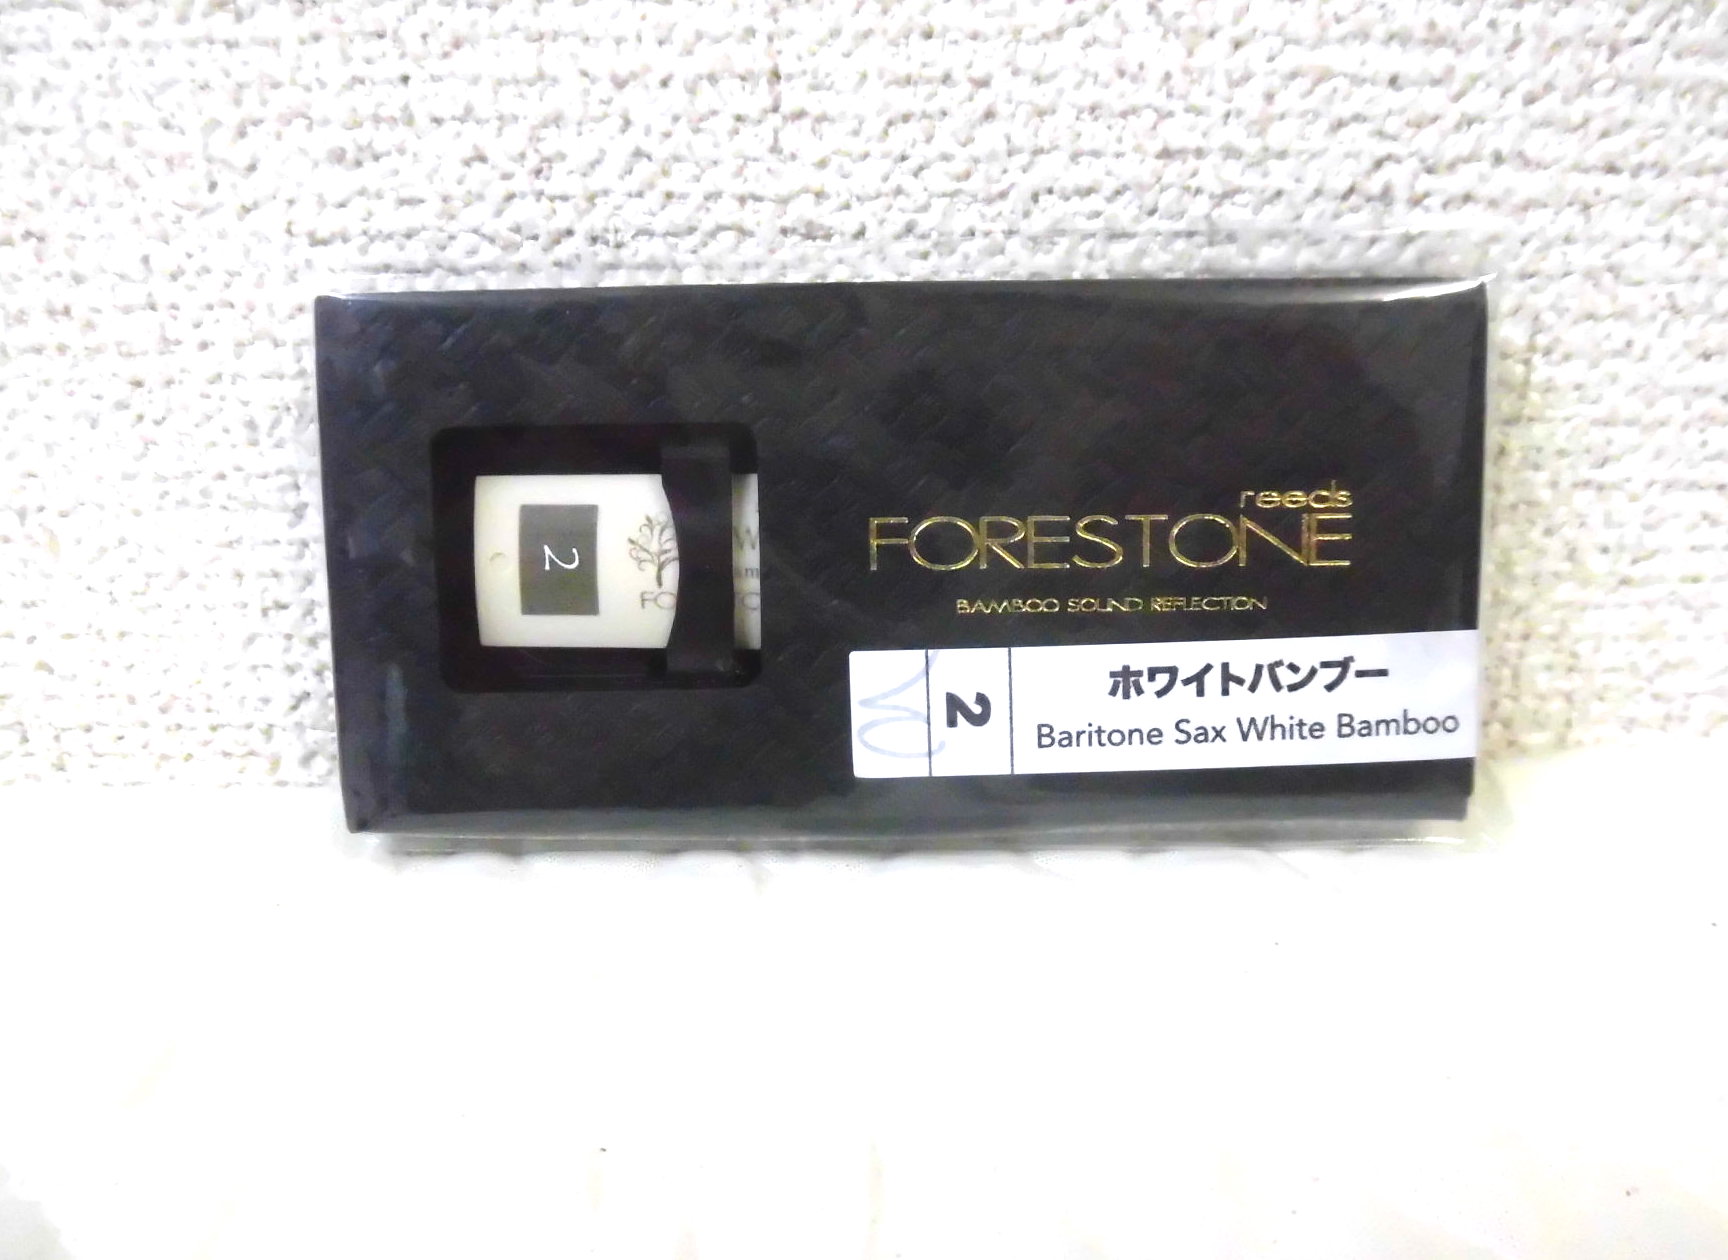 2
FO
reeds
FORESTONE
BAMBOO SOUND REFLECTION
2
ホワイトバンブー
Baritone Sax White Bamboo